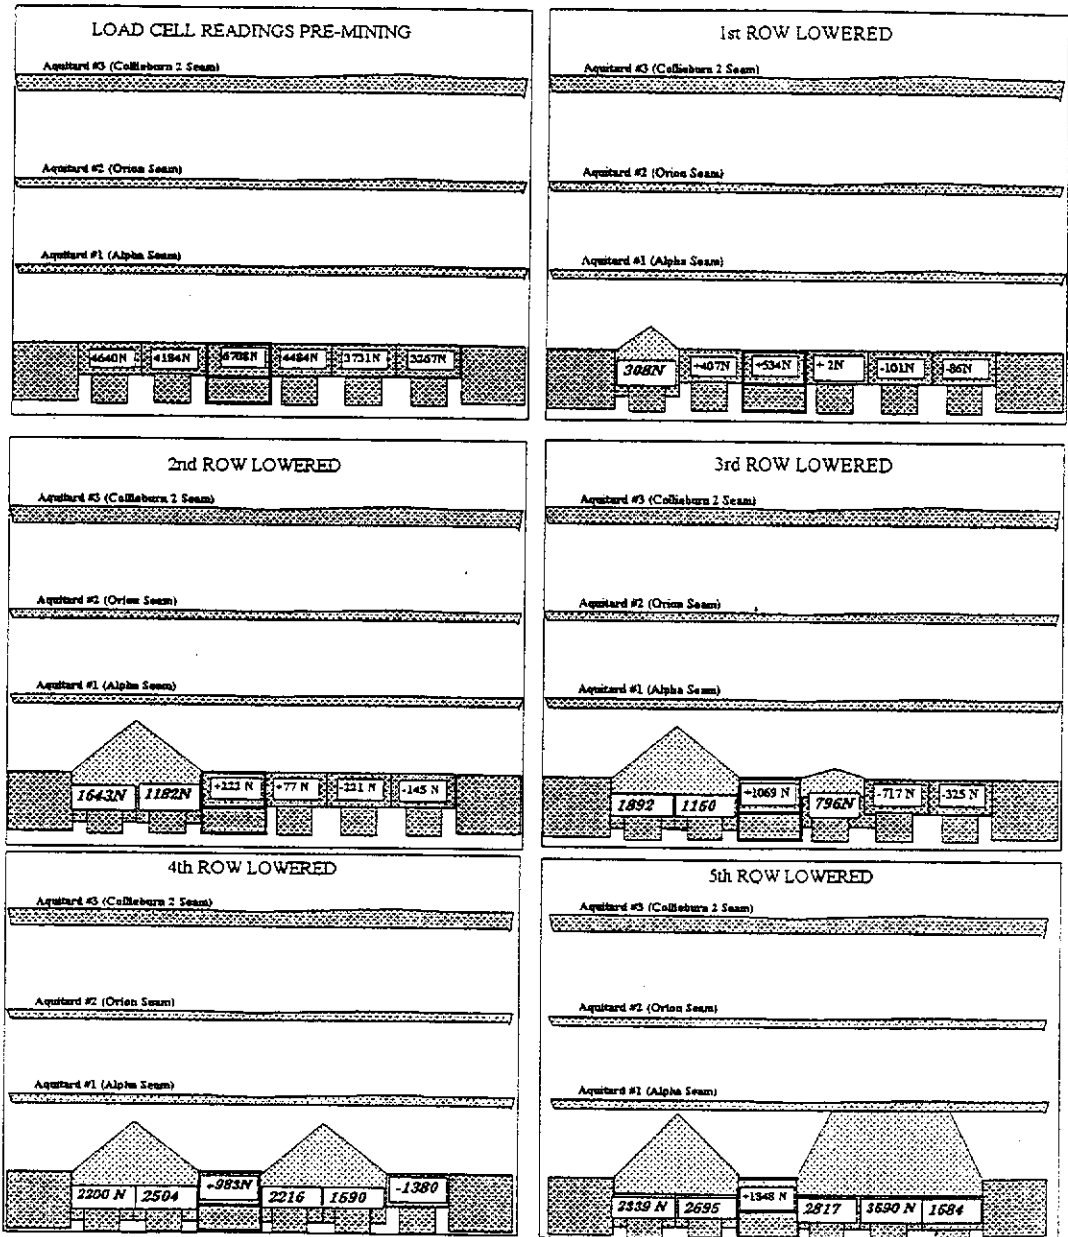 LOAD CELL READINGS PRE-MINING
Aquitard #3 (Collieburn 2 Seam)
Aquitard #2 (Orion Seam)
Aquitard #1 (Alpha Seam)
4640N 4184N 6708N 4484N 3731N 3267N
1st ROW LOWERED
Aquitard #3 (Collieburn 2 Seam)
Aquitard #2 (Orion Seam)
Aquitard #1 (Alpha Seam)
308N +407N +534N + 2N -101N -86N
2nd ROW LOWERED
Aquitard #3 (Collieburn 2 Seam)
Aquitard #2 (Orion Seam)
Aquitard #1 (Alpha Seam)
1643N 1182N +222 N +77 N -221 N -145 N
3rd ROW LOWERED
Aquitard #3 (Collieburn 2 Seam)
Aquitard #2 (Orion Seam)
Aquitard #1 (Alpha Seam)
1892 1160 +1069 N 796N -717 N -325 N
4th ROW LOWERED
Aquitard #3 (Collieburn 2 Seam)
Aquitard #2 (Orion Seam)
Aquitard #1 (Alpha Seam)
2200 N 2504 +983N 2216 1690 -1380
5th ROW LOWERED
Aquitard #3 (Collieburn 2 Seam)
Aquitard #2 (Orion Seam)
Aquitard #1 (Alpha Seam)
2339 N 2695 +1348 N 2817 3690 N 1684